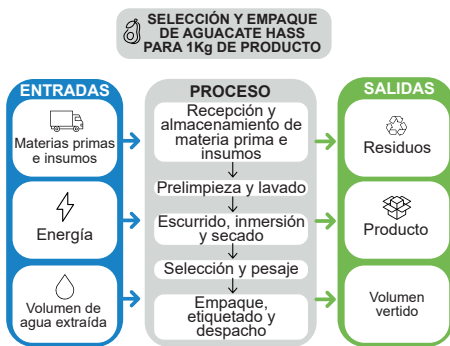 SELECCIÓN Y EMPAQUE
DE AGUACATE HASS
PARA 1Kg DE PRODUCTO
ENTRADAS
Materias primas
e insumos
Energía
Volumen de
agua extraída
PROCESO
Recepción y
almacenamiento de
materia prima e
insumos
Prelimpieza y lavado
Escurrido, inmersión
y secado
Selección y pesaje
Empaque,
etiquetado y
despacho
SALIDAS
Residuos
Producto
Volumen
vertido